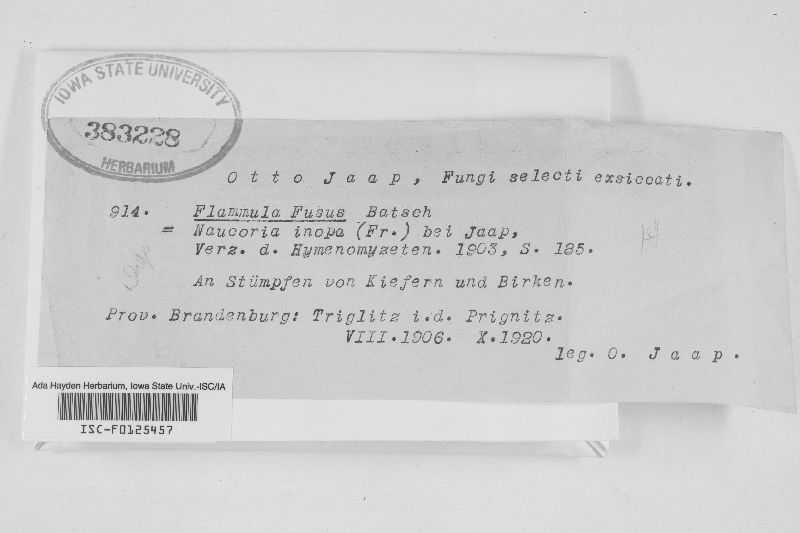 IOWA STATE UNIVERSITY
383228
HERBARIUM
Otto Jaap, Fungi selecti exsiccati.
914. Flammula Fusus Batsch
= Naucoria inopa (Fr.) bei Jaap,
Verz. d. Hymenomyzeten. 1903, S. 185.
An Stümpfen von Kiefern und Birken.
Prov. Brandenburg: Triglitz i.d. Prignitz.
VIII.1906. X.1920.
leg. O. Jaap.
Ada Hayden Herbarium, Iowa State Univ.-ISC/IA
ISC-F0125457